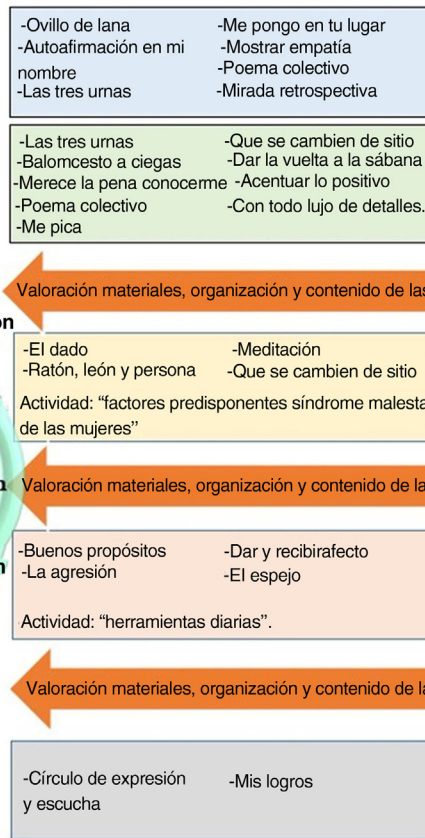 -Ovillo de lana
-Autoafirmación en mi
nombre
-Las tres urnas
-Me pongo en tu lugar
-Mostrar empatía
-Poema colectivo
-Mirada retrospectiva
-Las tres urnas
-Balomcesto a ciegas
-Merece la pena conocerme
-Poema colectivo
-Me pica
-Que se cambien de sitio
-Dar la vuelta a la sábana
-Acentuar lo positivo
-Con todo lujo de detalles.
Valoración materiales, organización y contenido de las
-El dado
-Ratón, león y persona
-Meditación
-Que se cambien de sitio
Actividad: “factores predisponentes síndrome malesta
de las mujeres”
Valoración materiales, organización y contenido de la
-Buenos propósitos
-La agresión
-Dar y recibirafecto
-El espejo
Actividad: “herramientas diarias”.
Valoración materiales, organización y contenido de la
-Círculo de expresión
y escucha
-Mis logros